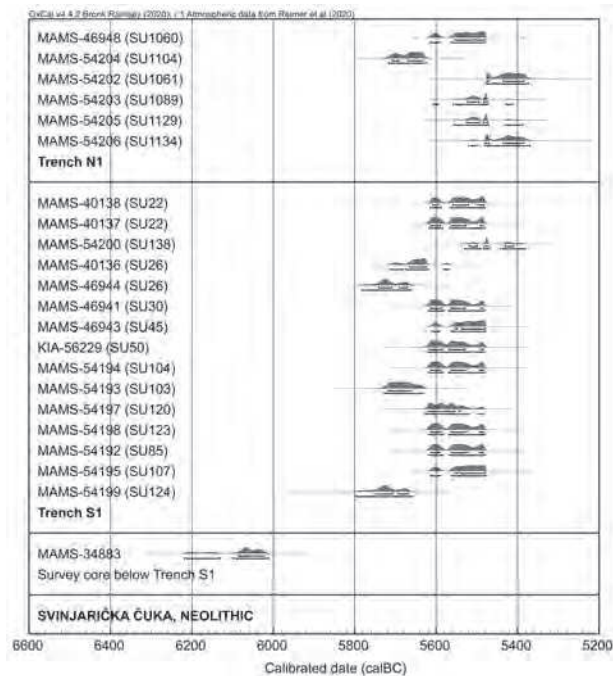 OxCal v4.4.2 Bronk Ramsey (2020); r:5 Atmospheric data from Reimer et al (2020)
MAMS-46948 (SU1060)
MAMS-54204 (SU1104)
MAMS-54202 (SU1061)
MAMS-54203 (SU1089)
MAMS-54205 (SU1129)
MAMS-54206 (SU1134)
Trench N1
MAMS-40138 (SU22)
MAMS-40137 (SU22)
MAMS-54200 (SU138)
MAMS-40136 (SU26)
MAMS-46944 (SU26)
MAMS-46941 (SU30)
MAMS-46943 (SU45)
KIA-56229 (SU50)
MAMS-54194 (SU104)
MAMS-54193 (SU103)
MAMS-54197 (SU120)
MAMS-54198 (SU123)
MAMS-54192 (SU85)
MAMS-54195 (SU107)
MAMS-54199 (SU124)
Trench S1
MAMS-34883
Survey core below Trench S1
SVINJARIČKA ČUKA, NEOLITHIC
6600 6400 6200 6000 5800 5600 5400 5200
Calibrated date (calBC)